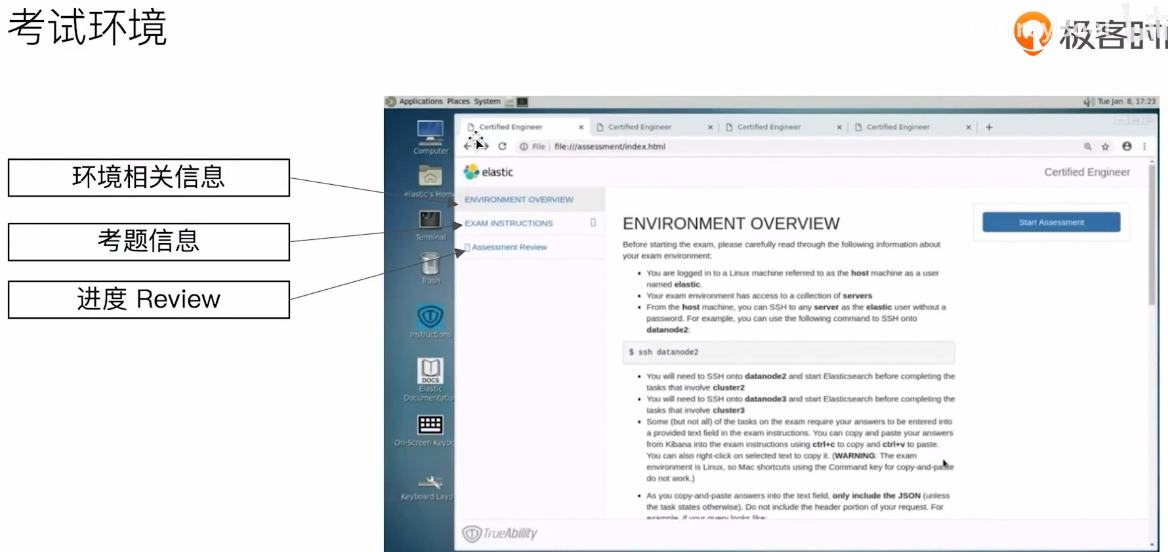 考试环境
极客时
环境相关信息
考题信息
进度 Review
Applications Places System
Tue Jan 8, 17:23
Computer
elastic's Hom
Terminal
Trash
Instructions
DOCS
Elastic
Documentatio
On-Screen Keybo
Keyboard Layo
Certified Engineer
Certified Engineer
Certified Engineer
Certified Engineer
File
file:///assessment/index.html
elastic
Certified Engineer
ENVIRONMENT OVERVIEW
EXAM INSTRUCTIONS
Assessment Review
ENVIRONMENT OVERVIEW
Before starting the exam, please carefully read through the following information about
your exam environment:
You are logged in to a Linux machine referred to as the host machine as a user
named elastic.
Your exam environment has access to a collection of servers
From the host machine, you can SSH to any server as the elastic user without a
password. For example, you can use the following command to SSH onto
datanode2:
$ ssh datanode2
You will need to SSH onto datanode2 and start Elasticsearch before completing the
tasks that involve cluster2
You will need to SSH onto datanode3 and start Elasticsearch before completing the
tasks that involve cluster3
Some (but not all) of the tasks on the exam require your answers to be entered into
a provided text field in the exam instructions. You can copy and paste your answers
from Kibana into the exam instructions using ctrl+c to copy and ctrl+v to paste.
You can also right-click on selected text to copy it. (WARNING: The exam
environment is Linux, so Mac shortcuts using the Command key for copy-and-paste
do not work.)
As you copy-and-paste answers into the text field, only include the JSON (unless
the task states otherwise). Do not include the header portion of your request. For
example, if your query looks like:
Start Assessment
TrueAbility